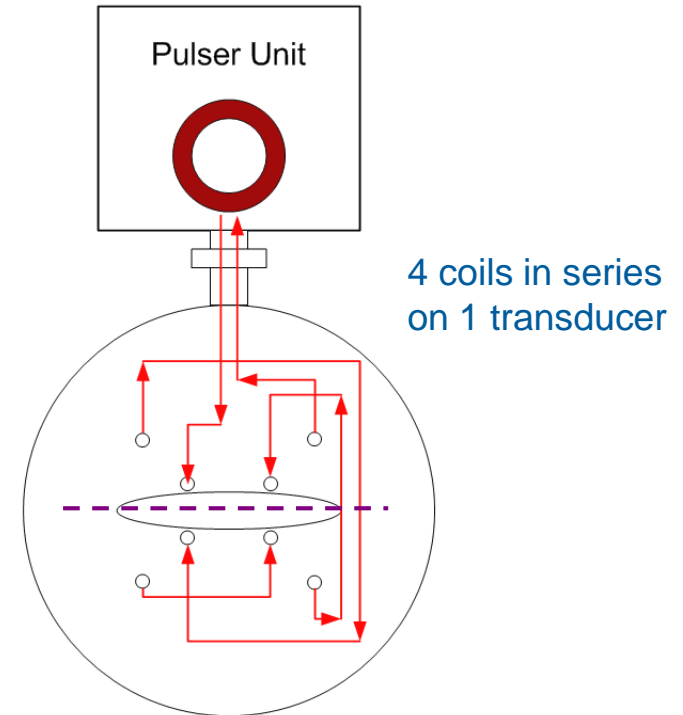 Pulser Unit
4 coils in series
on 1 transducer